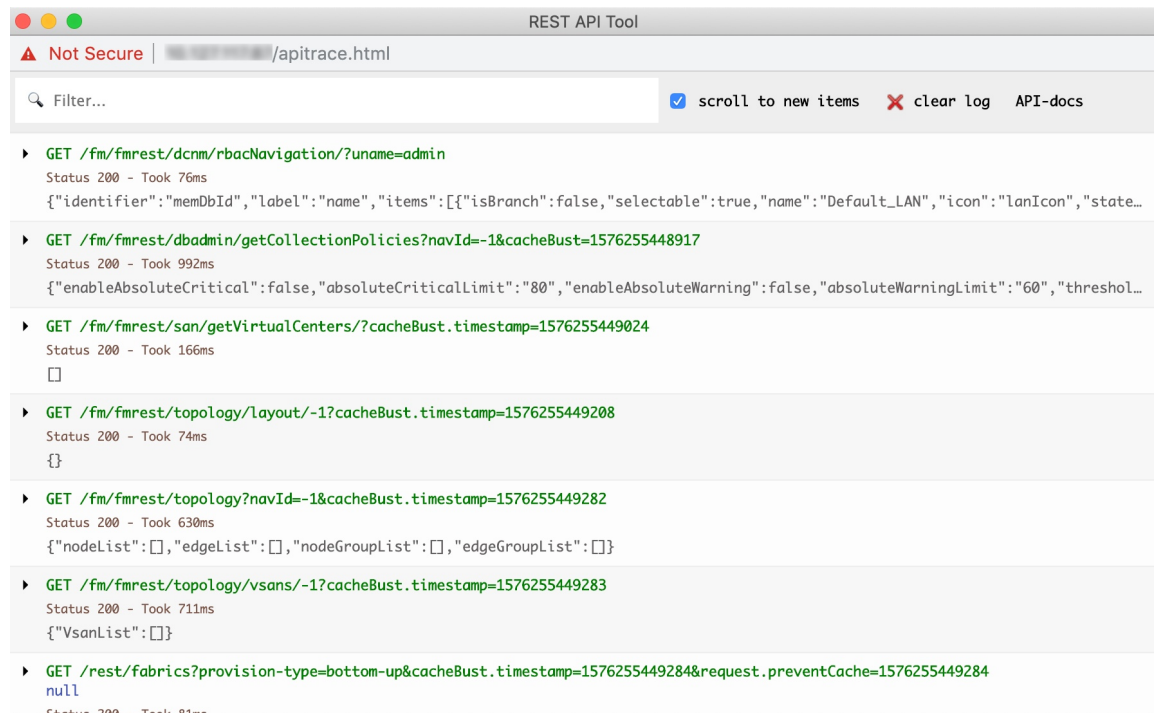 REST API Tool
Not Secure /apitrace.html
Filter... scroll to new items clear log API-docs
GET /fm/fmrest/dcnm/rbacNavigation/?uname=admin
Status 200 - Took 76ms
{"identifier":"memDbId","label":"name","items":[{"isBranch":false,"selectable":true,"name":"Default_LAN","icon":"lanIcon","state…
GET /fm/fmrest/dbadmin/getCollectionPolicies?navId=-1&cacheBust=1576255448917
Status 200 - Took 992ms
{"enableAbsoluteCritical":false,"absoluteCriticalLimit":"80","enableAbsoluteWarning":false,"absoluteWarningLimit":"60","threshol…
GET /fm/fmrest/san/getVirtualCenters/?cacheBust.timestamp=1576255449024
Status 200 - Took 166ms
[]
GET /fm/fmrest/topology/layout/-1?cacheBust.timestamp=1576255449208
Status 200 - Took 74ms
{}
GET /fm/fmrest/topology?navId=-1&cacheBust.timestamp=1576255449282
Status 200 - Took 630ms
{"nodeList":[],"edgeList":[],"nodeGroupList":[],"edgeGroupList":[]}
GET /fm/fmrest/topology/vsans/-1?cacheBust.timestamp=1576255449283
Status 200 - Took 711ms
{"VsanList":[]}
GET /rest/fabrics?provision-type=bottom-up&cacheBust.timestamp=1576255449284&request.preventCache=1576255449284
null
Status 200 - Took 81ms